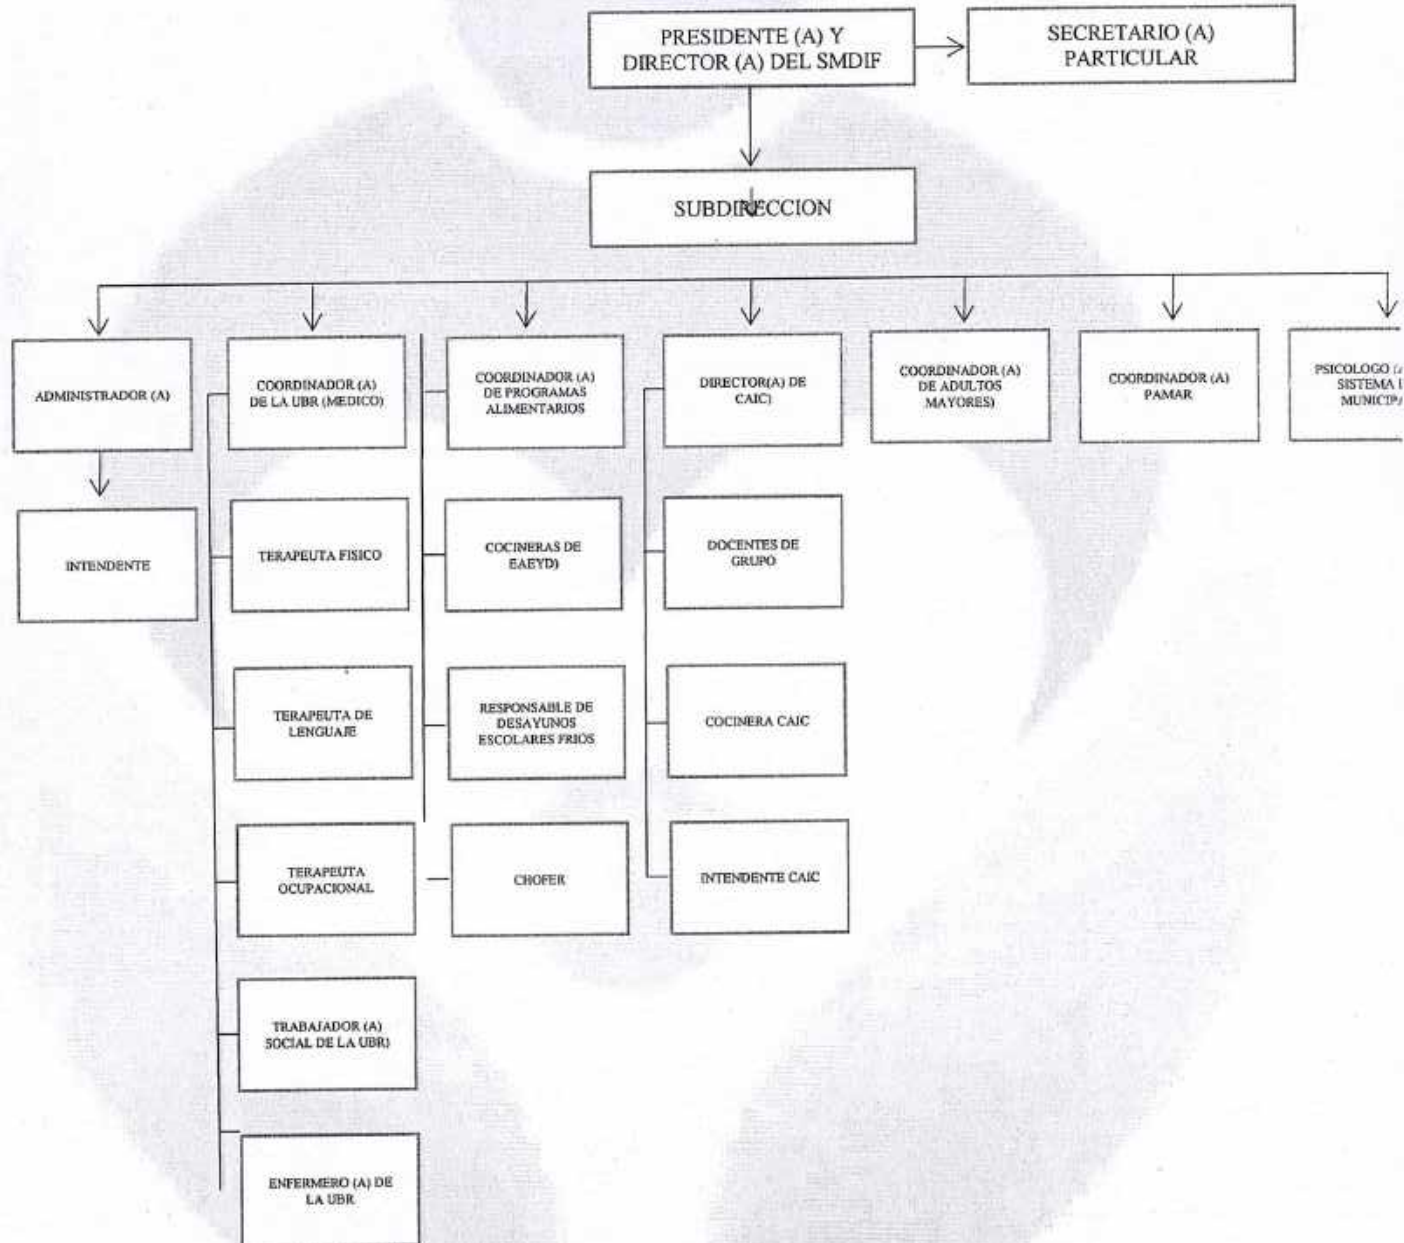 PRESIDENTE (A) Y
DIRECTOR (A) DEL SMDIF
SECRETARIO (A)
PARTICULAR
SUBDIRECCION
ADMINISTRADOR (A)
COORDINADOR (A)
DE LA UBR (MEDICO)
COORDINADOR (A)
DE PROGRAMAS
ALIMENTARIOS
DIRECTOR(A) DE
CAIC)
COORDINADOR (A)
DE ADULTOS
MAYORES)
COORDINADOR (A)
PAMAR
PSICOLOGO
SISTEMA
INTENDENTE
TERAPEUTA FISICO
COCINERAS DE
EAEYD)
DOCENTES DE
GRUPO
TERAPEUTA DE
LENGUAJE
RESPONSABLE DE
DESAYUNOS
ESCOLARES FRIOS
COCINERA CAIC
TERAPEUTA
OCUPACIONAL
CHOFER
INTENDENTE CAIC
TRABAJADOR (A)
SOCIAL DE LA UBR)
ENFERMERO (A) DE
LA UBR